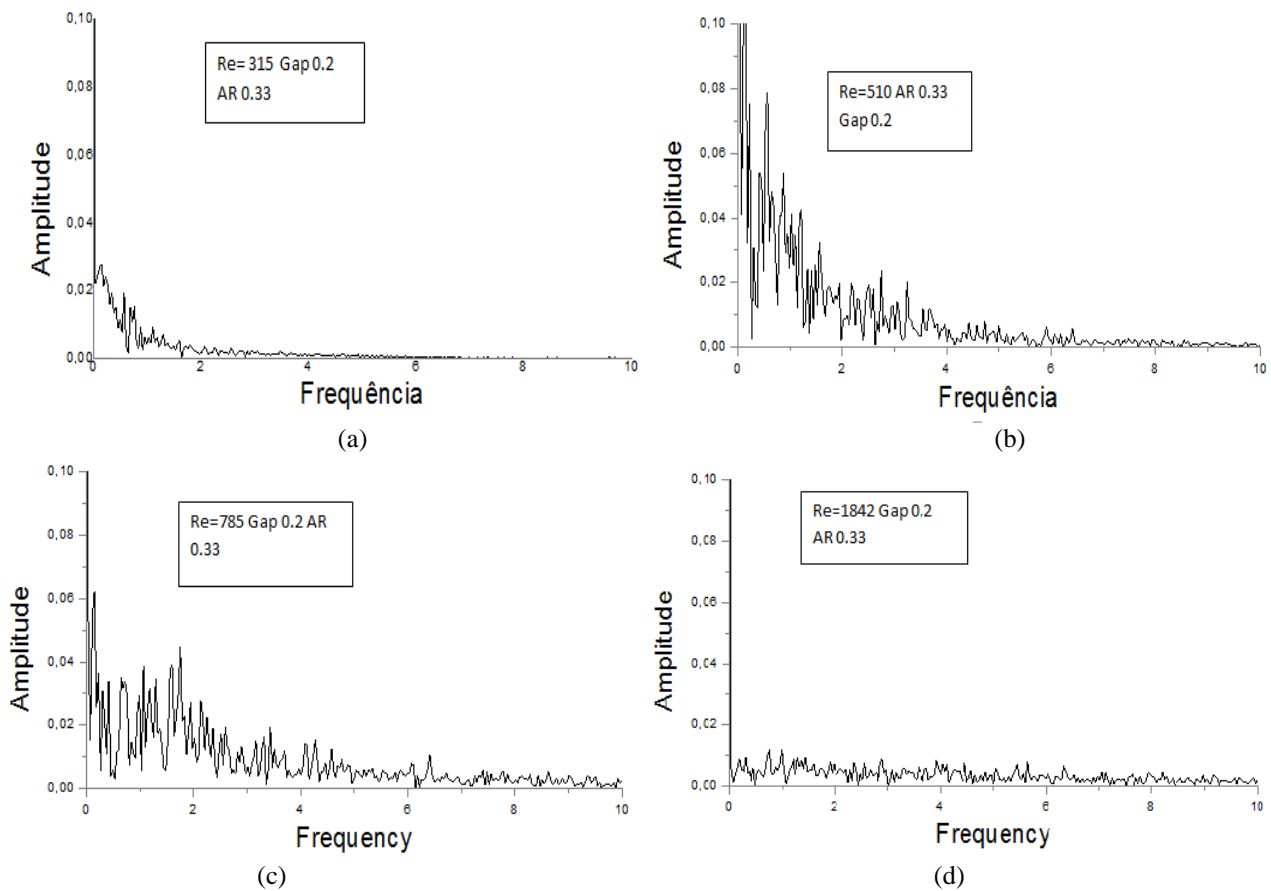 0,10
0,08
0,06
0,04
0,02
0,00
Amplitude
Re= 315 Gap 0.2
AR 0.33
0 2 4 6 8 10
Frequência
(a)
0,10
0,08
0,06
0,04
0,02
0,00
Amplitude
Re=510 AR 0.33
Gap 0.2
0 2 4 6 8 10
Frequência
(b)
0,10
0,08
0,06
0,04
0,02
0,00
Amplitude
Re=785 Gap 0.2 AR
0.33
0 2 4 6 8 10
Frequency
(c)
0,10
0,08
0,06
0,04
0,02
0,00
Amplitude
Re=1842 Gap 0.2
AR 0.33
0 2 4 6 8 10
Frequency
(d)